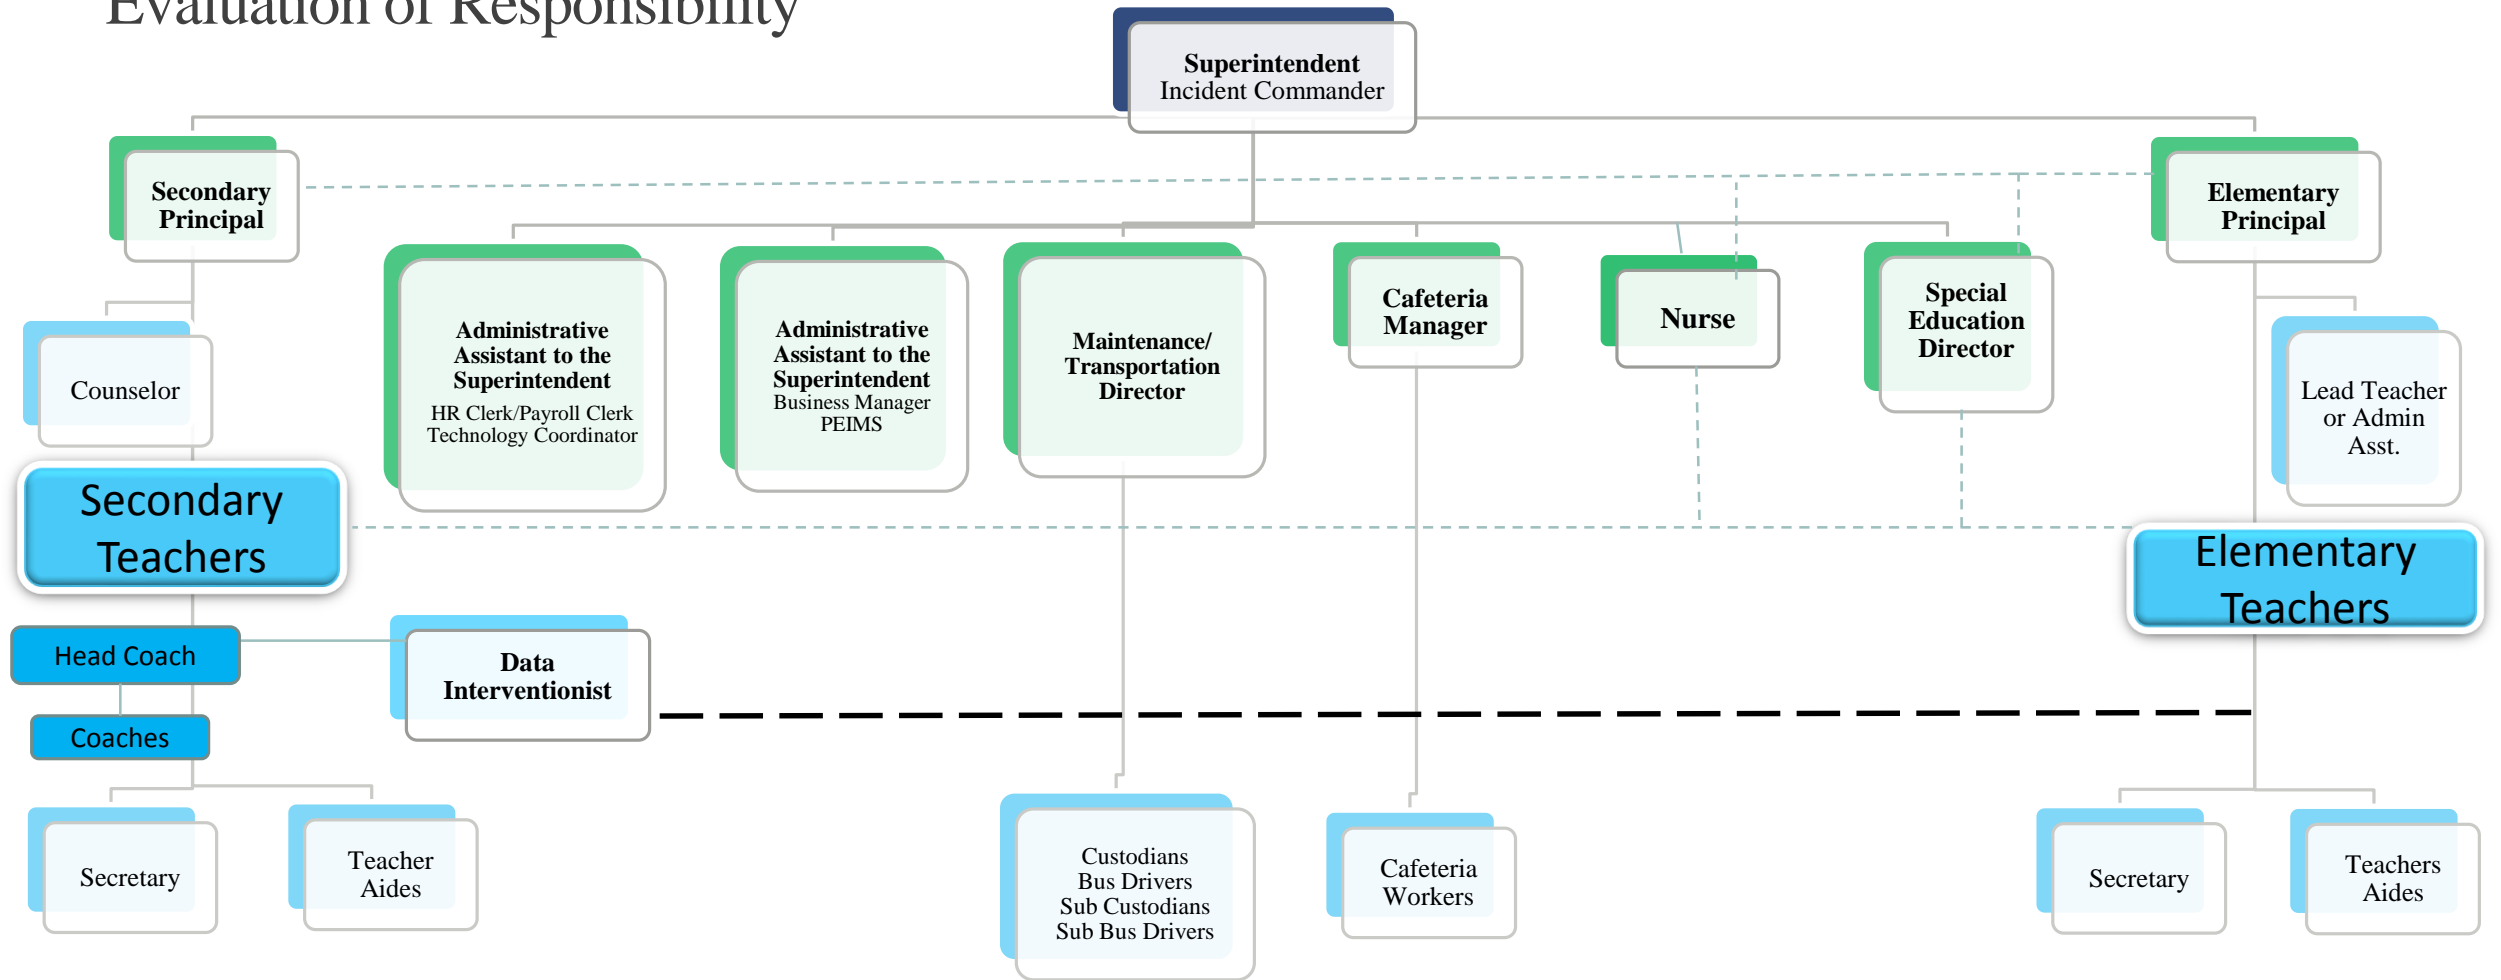 Evaluation of Responsibility
Superintendent
Incident Commander
Secondary
Principal
Elementary
Principal
Administrative
Assistant to the
Superintendent
HR Clerk/Payroll Clerk
Technology Coordinator
Administrative
Assistant to the
Superintendent
Business Manager
PEIMS
Maintenance/
Transportation
Director
Cafeteria
Manager
Nurse
Special
Education
Director
Counselor
Lead Teacher
or Admin
Asst.
Secondary
Teachers
Elementary
Teachers
Head Coach
Data
Interventionist
Coaches
Secretary
Teacher
Aides
Custodians
Bus Drivers
Sub Custodians
Sub Bus Drivers
Cafeteria
Workers
Secretary
Teachers
Aides